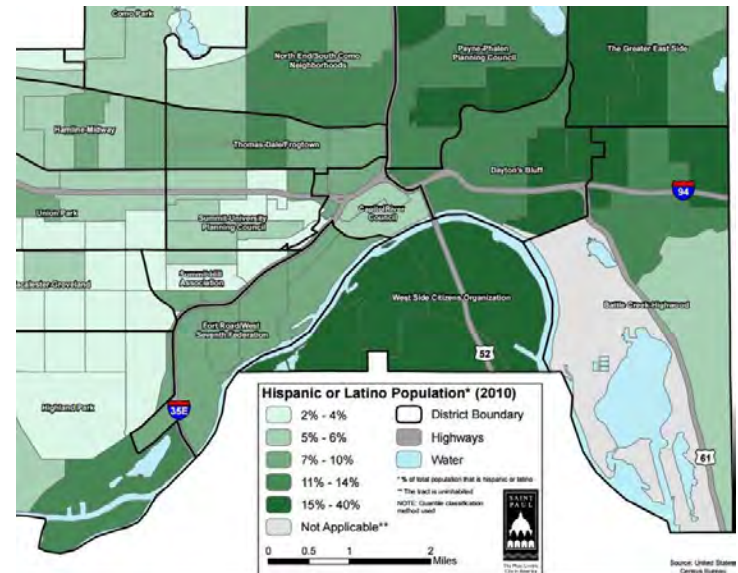 Como Park
North End/South Como
Neighborhoods
Payne-Phalen
Planning Council
The Greater East Side
Hamline-Midway
Thomas-Dale/Frogtown
Dayton's Bluff
94
Union Park
Summit-University
Planning Council
Capitol River
Council
Summit Hill
Association
acalester-Groveland
West Side Citizens Organization
Battle Creek-Highwood
Fort Road/West
Seventh Federation
52
Highland Park
35E
61
Hispanic or Latino Population* (2010)
2% - 4%
5% - 6%
7% - 10%
11% - 14%
15% - 40%
Not Applicable**
District Boundary
Highways
Water
* % of total population that is hispanic or latino
** The tract is uninhabited
NOTE: Quantile classification
method used
SAINT
PAUL
0 0.5 1 2
Miles
Source: United States
Census Bureau